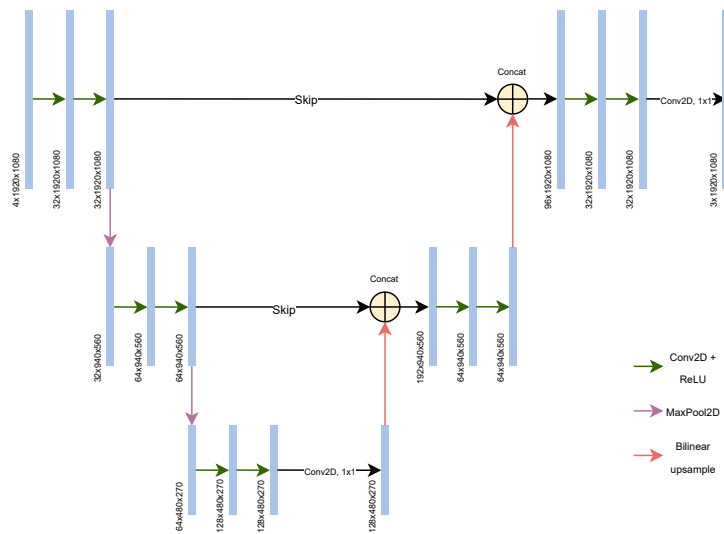 Concat
Skip
Conv2D, 1x1
4x1920x1080
32x1920x1080
32x1920x1080
96x1920x1080
32x1920x1080
32x1920x1080
3x1920x1080
Concat
Skip
32x940x560
64x940x560
64x940x560
192x940x560
64x940x560
64x940x560
Conv2D +
ReLU
MaxPool2D
Bilinear
upsample
Conv2D, 1x1
64x480x270
128x480x270
128x480x270
128x480x270